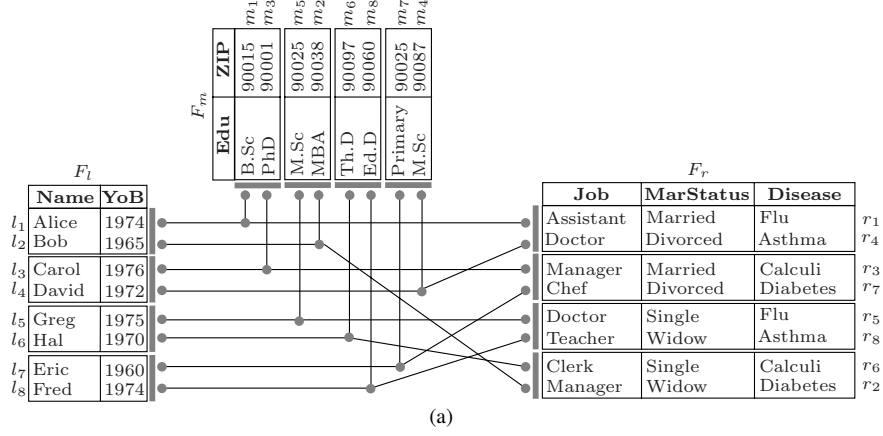 m1 m3 m5 m2 m6 m8 m7 m4
ZIP 90015 90001 90025 90038 90097 90060 90025 90087
Fm
Edu B.Sc PhD M.Sc MBA Th.D Ed.D Primary M.Sc
Fl Fr
Name YoB Job MarStatus Disease
l1 Alice 1974 Assistant Married Flu r1
l2 Bob 1965 Doctor Divorced Asthma r4
l3 Carol 1976 Manager Married Calculi r3
l4 David 1972 Chef Divorced Diabetes r7
l5 Greg 1975 Doctor Single Flu r5
l6 Hal 1970 Teacher Widow Asthma r8
l7 Eric 1960 Clerk Single Calculi r6
l8 Fred 1974 Manager Widow Diabetes r2
(a)